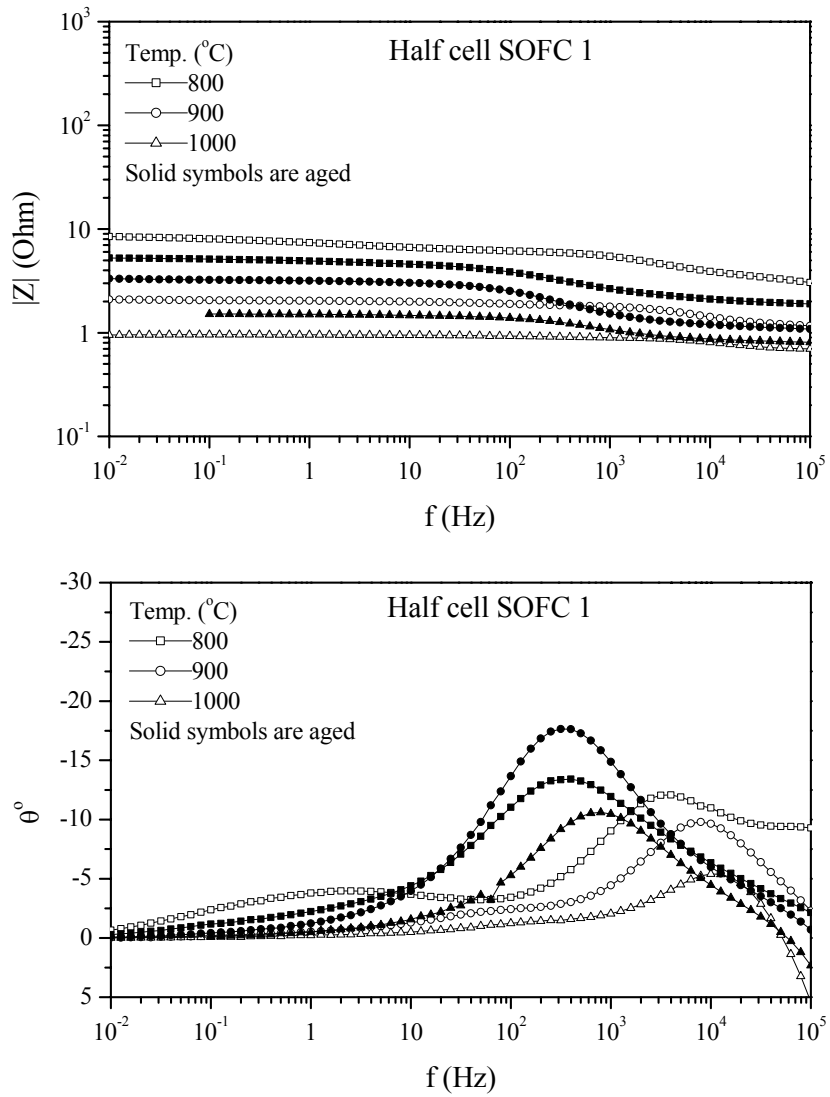 10³
Half cell SOFC 1
Temp. (°C)
800
900
1000
Solid symbols are aged
10²
10
1
10⁻¹
|Z| (Ohm)
10⁻² 10⁻¹ 1 10 10² 10³ 10⁴ 10⁵
f (Hz)
-30
Half cell SOFC 1
Temp. (°C)
800
900
1000
Solid symbols are aged
-25
-20
-15
-10
-5
0
5
θ°
10⁻² 10⁻¹ 1 10 10² 10³ 10⁴ 10⁵
f (Hz)